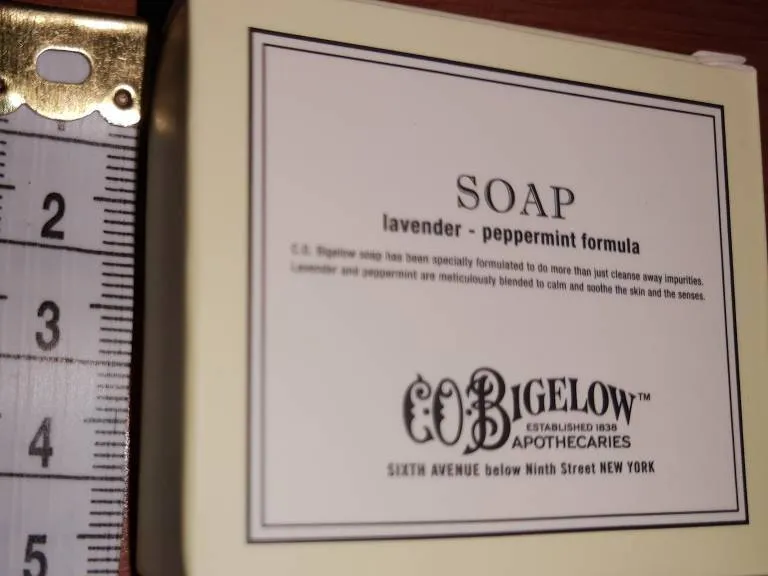 2
3
4
5
SOAP
lavender - peppermint formula
C.O. Bigelow soap has been specially formulated to do more than just cleanse away impurities.
Lavender and peppermint are meticulously blended to calm and soothe the skin and the senses.
C.O. BIGELOW™
ESTABLISHED 1838
APOTHECARIES
SIXTH AVENUE below Ninth Street NEW YORK